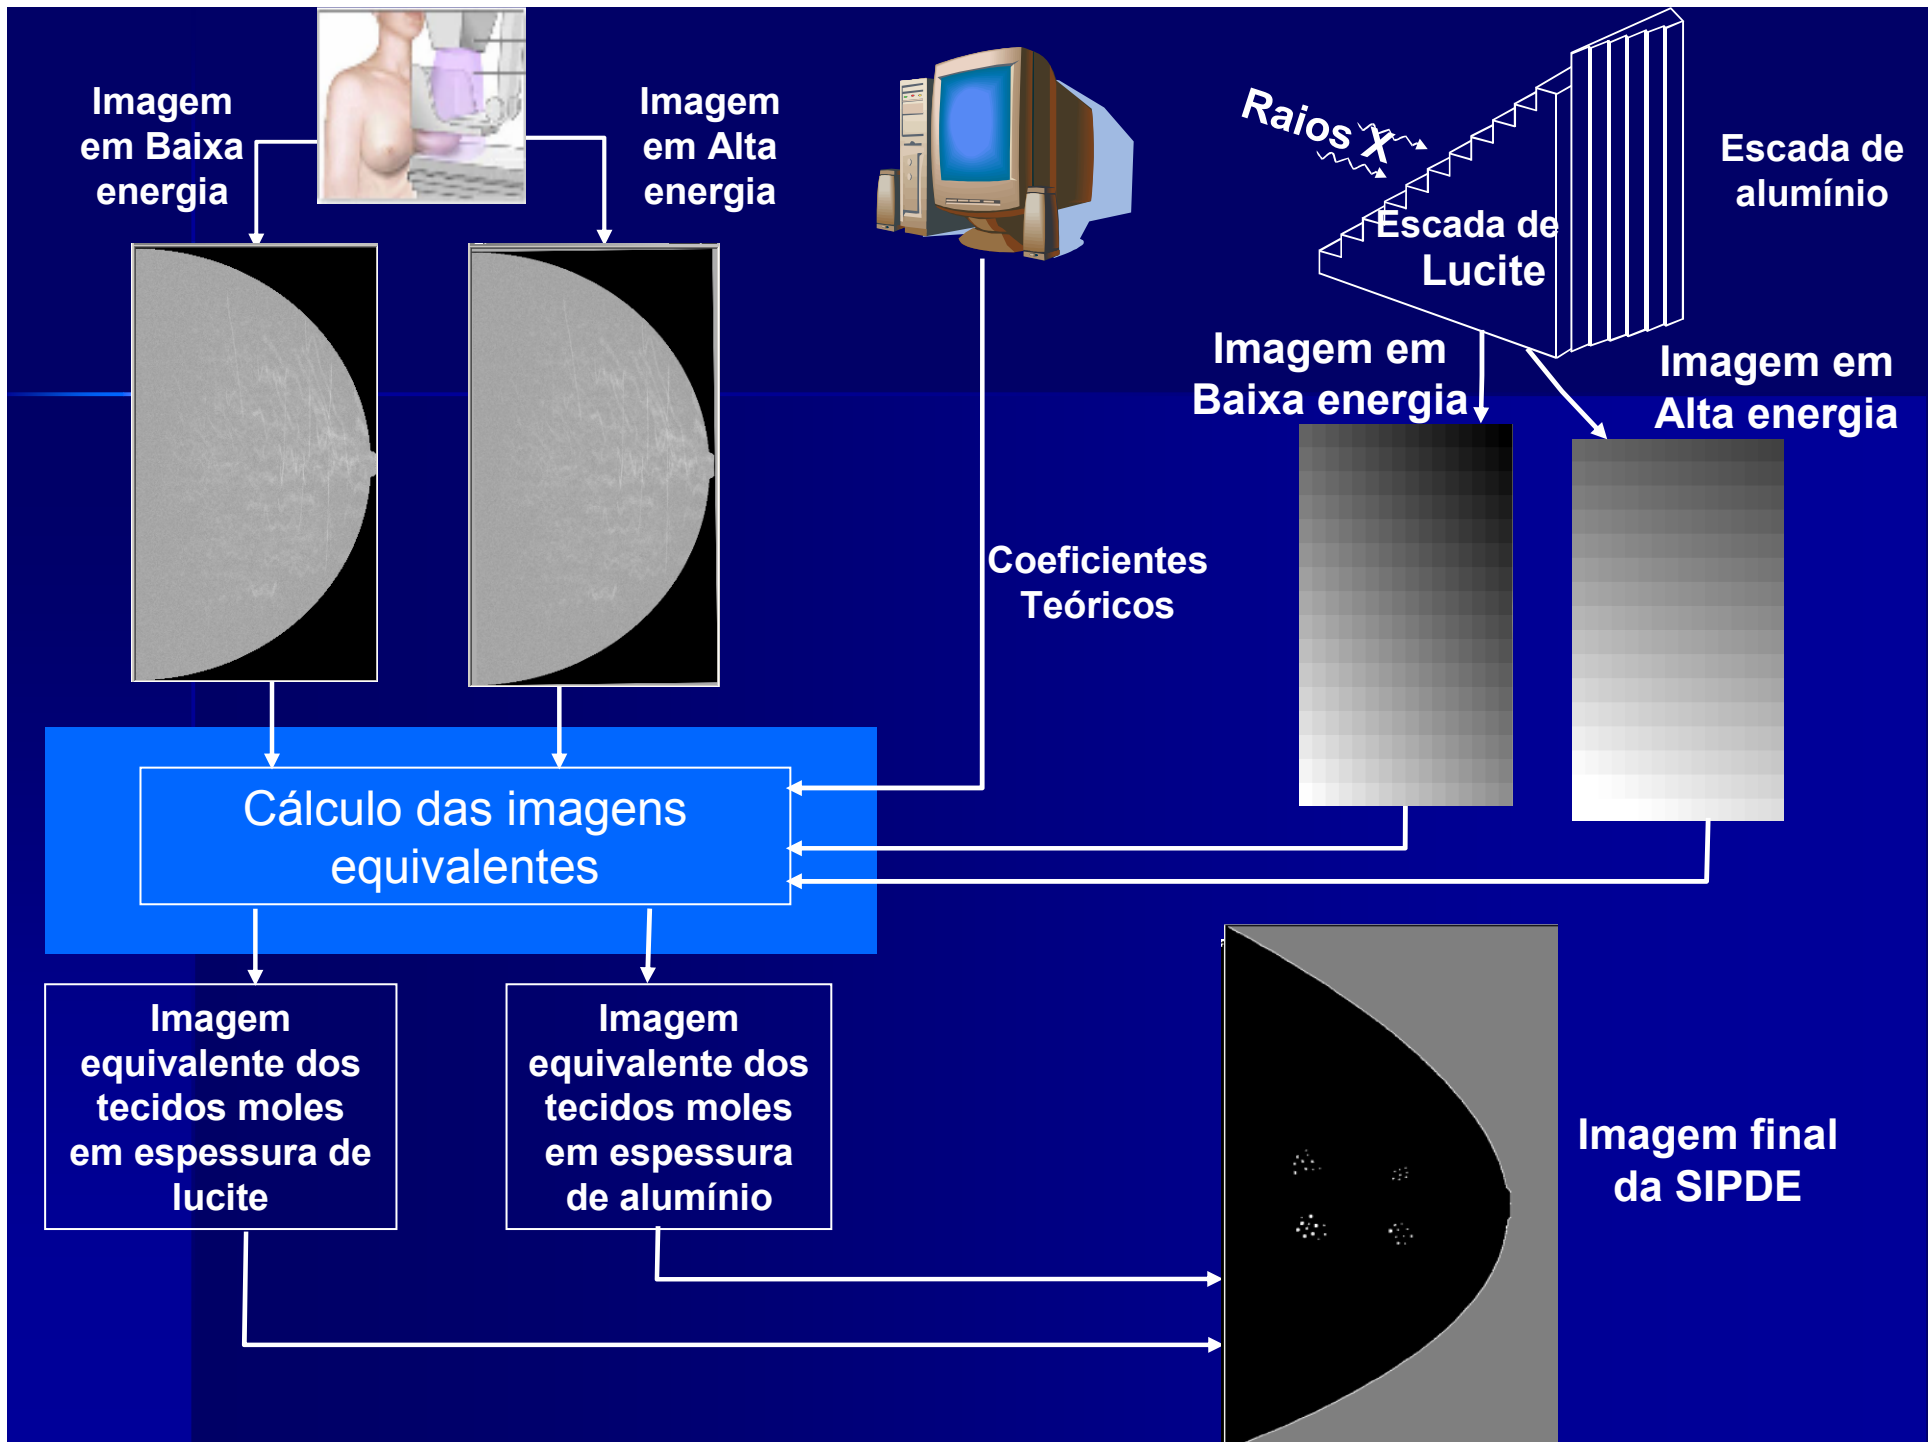 Imagem
em Baixa
energia
Imagem
em Alta
energia
Raios X
Escada de
alumínio
Escada de
Lucite
Imagem em
Baixa energia
Imagem em
Alta energia
Coeficientes
Teóricos
Cálculo das imagens
equivalentes
Imagem
equivalente dos
tecidos moles
em espessura de
lucite
Imagem
equivalente dos
tecidos moles
em espessura
de alumínio
Imagem final
da SIPDE